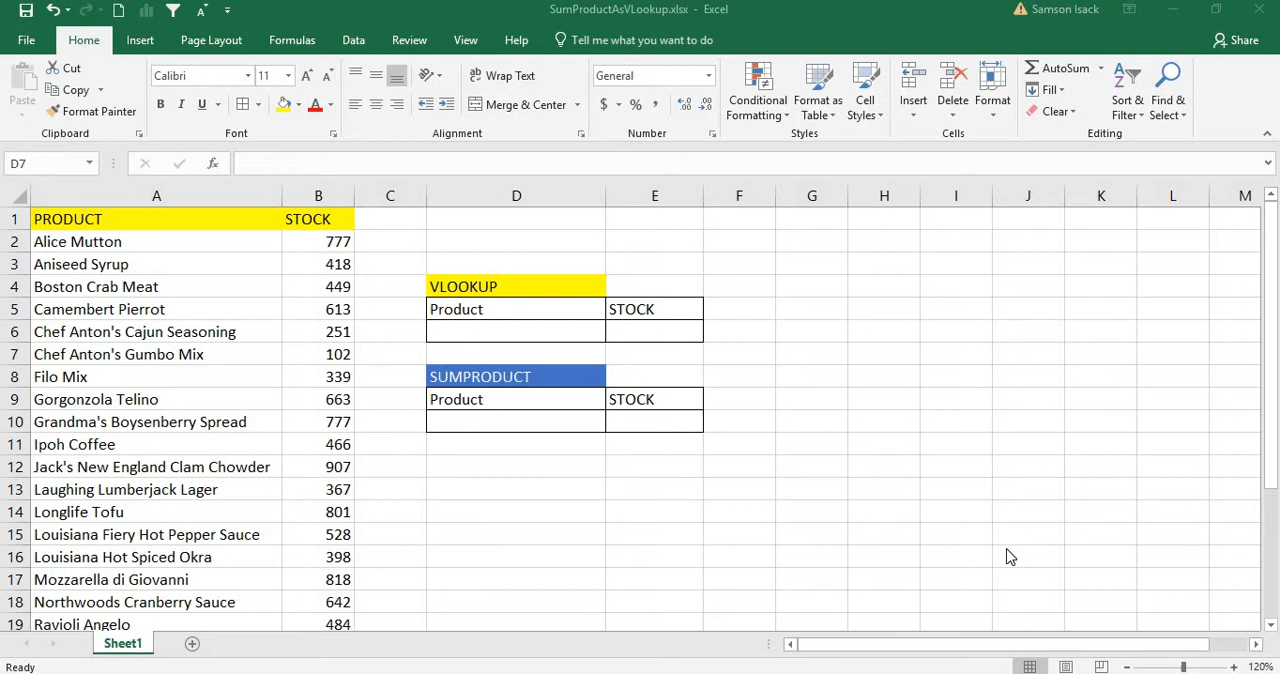 SumProductAsVLookup.xlsx - Excel
Samson Isack
File Home Insert Page Layout Formulas Data Review View Help Tell me what you want to do Share
Paste
Cut
Copy
Format Painter
Clipboard
Calibri 11
B I U
Font
Wrap Text
Merge & Center
Alignment
General
$ % ,
Number
Conditional Formatting
Format as Table
Cell Styles
Styles
Insert
Delete
Format
Cells
AutoSum
Fill
Clear
Sort & Filter
Find & Select
Editing
D7 fx
A B C D E F G H I J K L M
1 PRODUCT STOCK
2 Alice Mutton 777
3 Aniseed Syrup 418
4 Boston Crab Meat 449 VLOOKUP
5 Camembert Pierrot 613 Product STOCK
6 Chef Anton's Cajun Seasoning 251
7 Chef Anton's Gumbo Mix 102
8 Filo Mix 339 SUMPRODUCT
9 Gorgonzola Telino 663 Product STOCK
10 Grandma's Boysenberry Spread 777
11 Ipoh Coffee 466
12 Jack's New England Clam Chowder 907
13 Laughing Lumberjack Lager 367
14 Longlife Tofu 801
15 Louisiana Fiery Hot Pepper Sauce 528
16 Louisiana Hot Spiced Okra 398
17 Mozzarella di Giovanni 818
18 Northwoods Cranberry Sauce 642
19 Ravioli Angelo 484
Sheet1
Ready 120%